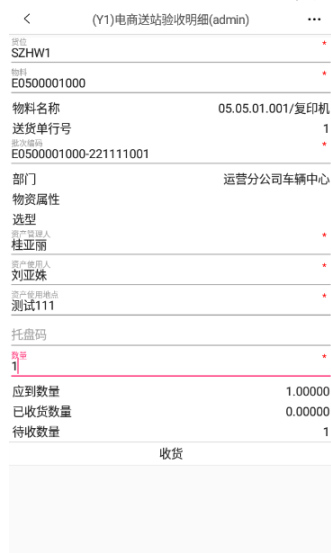 (Y1)电商送站验收明细(admin)
货位 *
SZHW1
物料 *
E0500001000
物料名称 05.05.01.001/复印机
送货单行号 1
批次编码 *
E0500001000-221111001
部门 运营分公司车辆中心
物资属性
选型
资产管理人 *
桂亚丽
资产使用人 *
刘亚姝
资产使用地点 *
测试111
托盘码
数量 *
1
应到数量 1.00000
已收货数量 0.00000
待收数量 1
收货